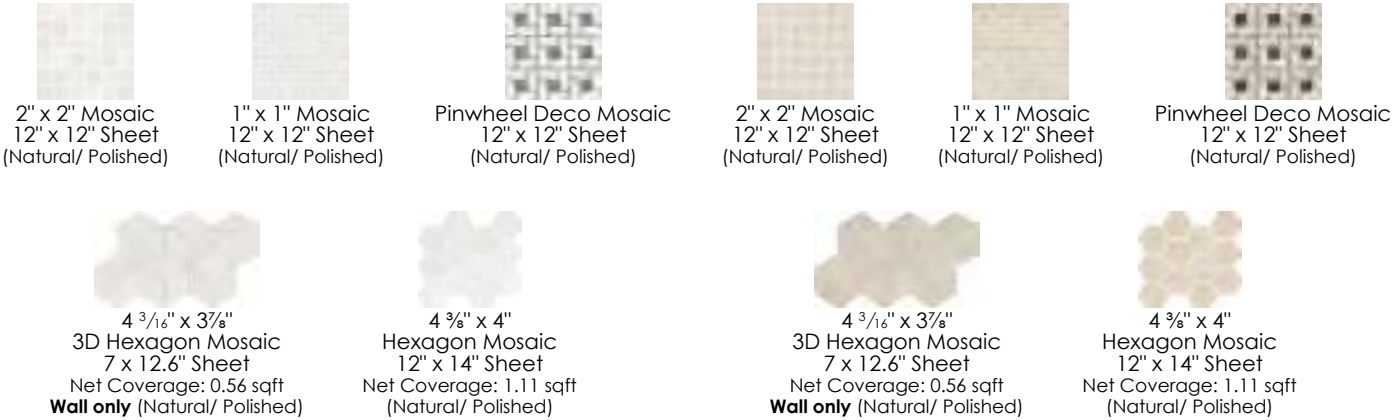 2" x 2" Mosaic
12" x 12" Sheet
(Natural/ Polished)
1" x 1" Mosaic
12" x 12" Sheet
(Natural/ Polished)
Pinwheel Deco Mosaic
12" x 12" Sheet
(Natural/ Polished)
2" x 2" Mosaic
12" x 12" Sheet
(Natural/ Polished)
1" x 1" Mosaic
12" x 12" Sheet
(Natural/ Polished)
Pinwheel Deco Mosaic
12" x 12" Sheet
(Natural/ Polished)
4 3/16" x 3⅞"
3D Hexagon Mosaic
7 x 12.6" Sheet
Net Coverage: 0.56 sqft
Wall only (Natural/ Polished)
4 ⅜" x 4"
Hexagon Mosaic
12" x 14" Sheet
Net Coverage: 1.11 sqft
(Natural/ Polished)
4 3/16" x 3⅞"
3D Hexagon Mosaic
7 x 12.6" Sheet
Net Coverage: 0.56 sqft
Wall only (Natural/ Polished)
4 ⅜" x 4"
Hexagon Mosaic
12" x 14" Sheet
Net Coverage: 1.11 sqft
(Natural/ Polished)